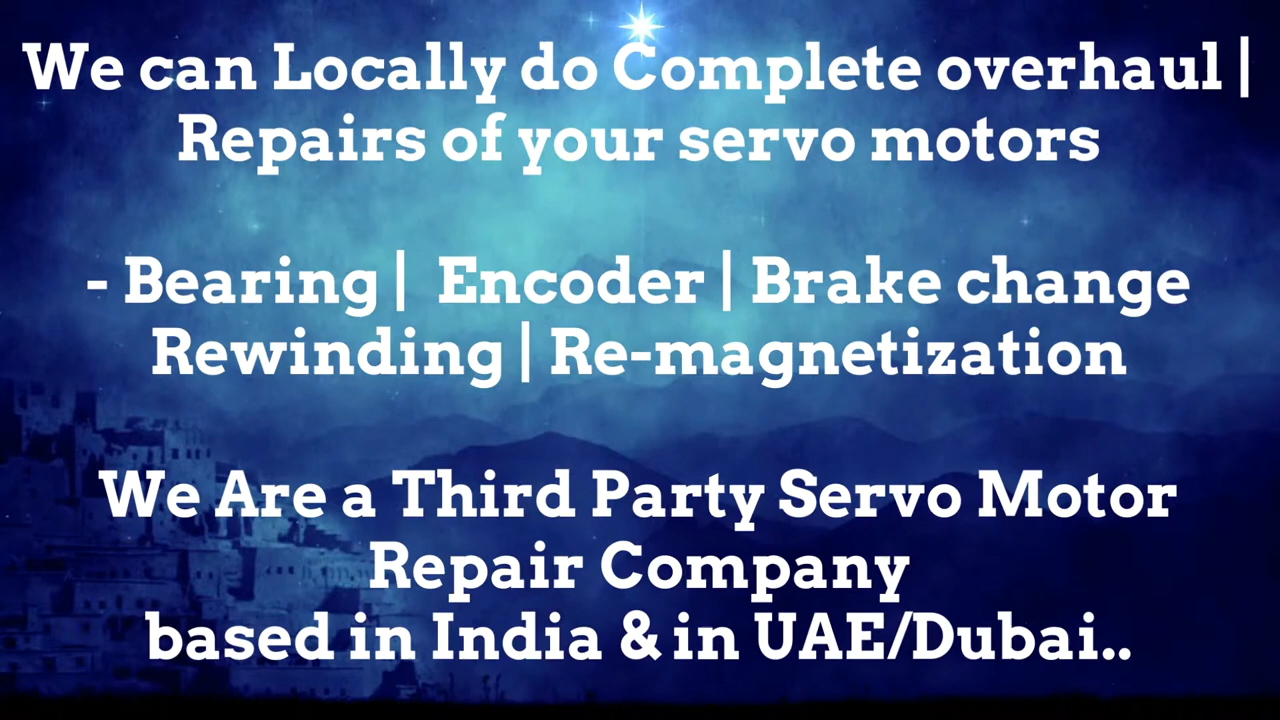 We can Locally do Complete overhaul |
Repairs of your servo motors
- Bearing | Encoder | Brake change
Rewinding | Re-magnetization
We Are a Third Party Servo Motor
Repair Company
based in India & in UAE/Dubai..